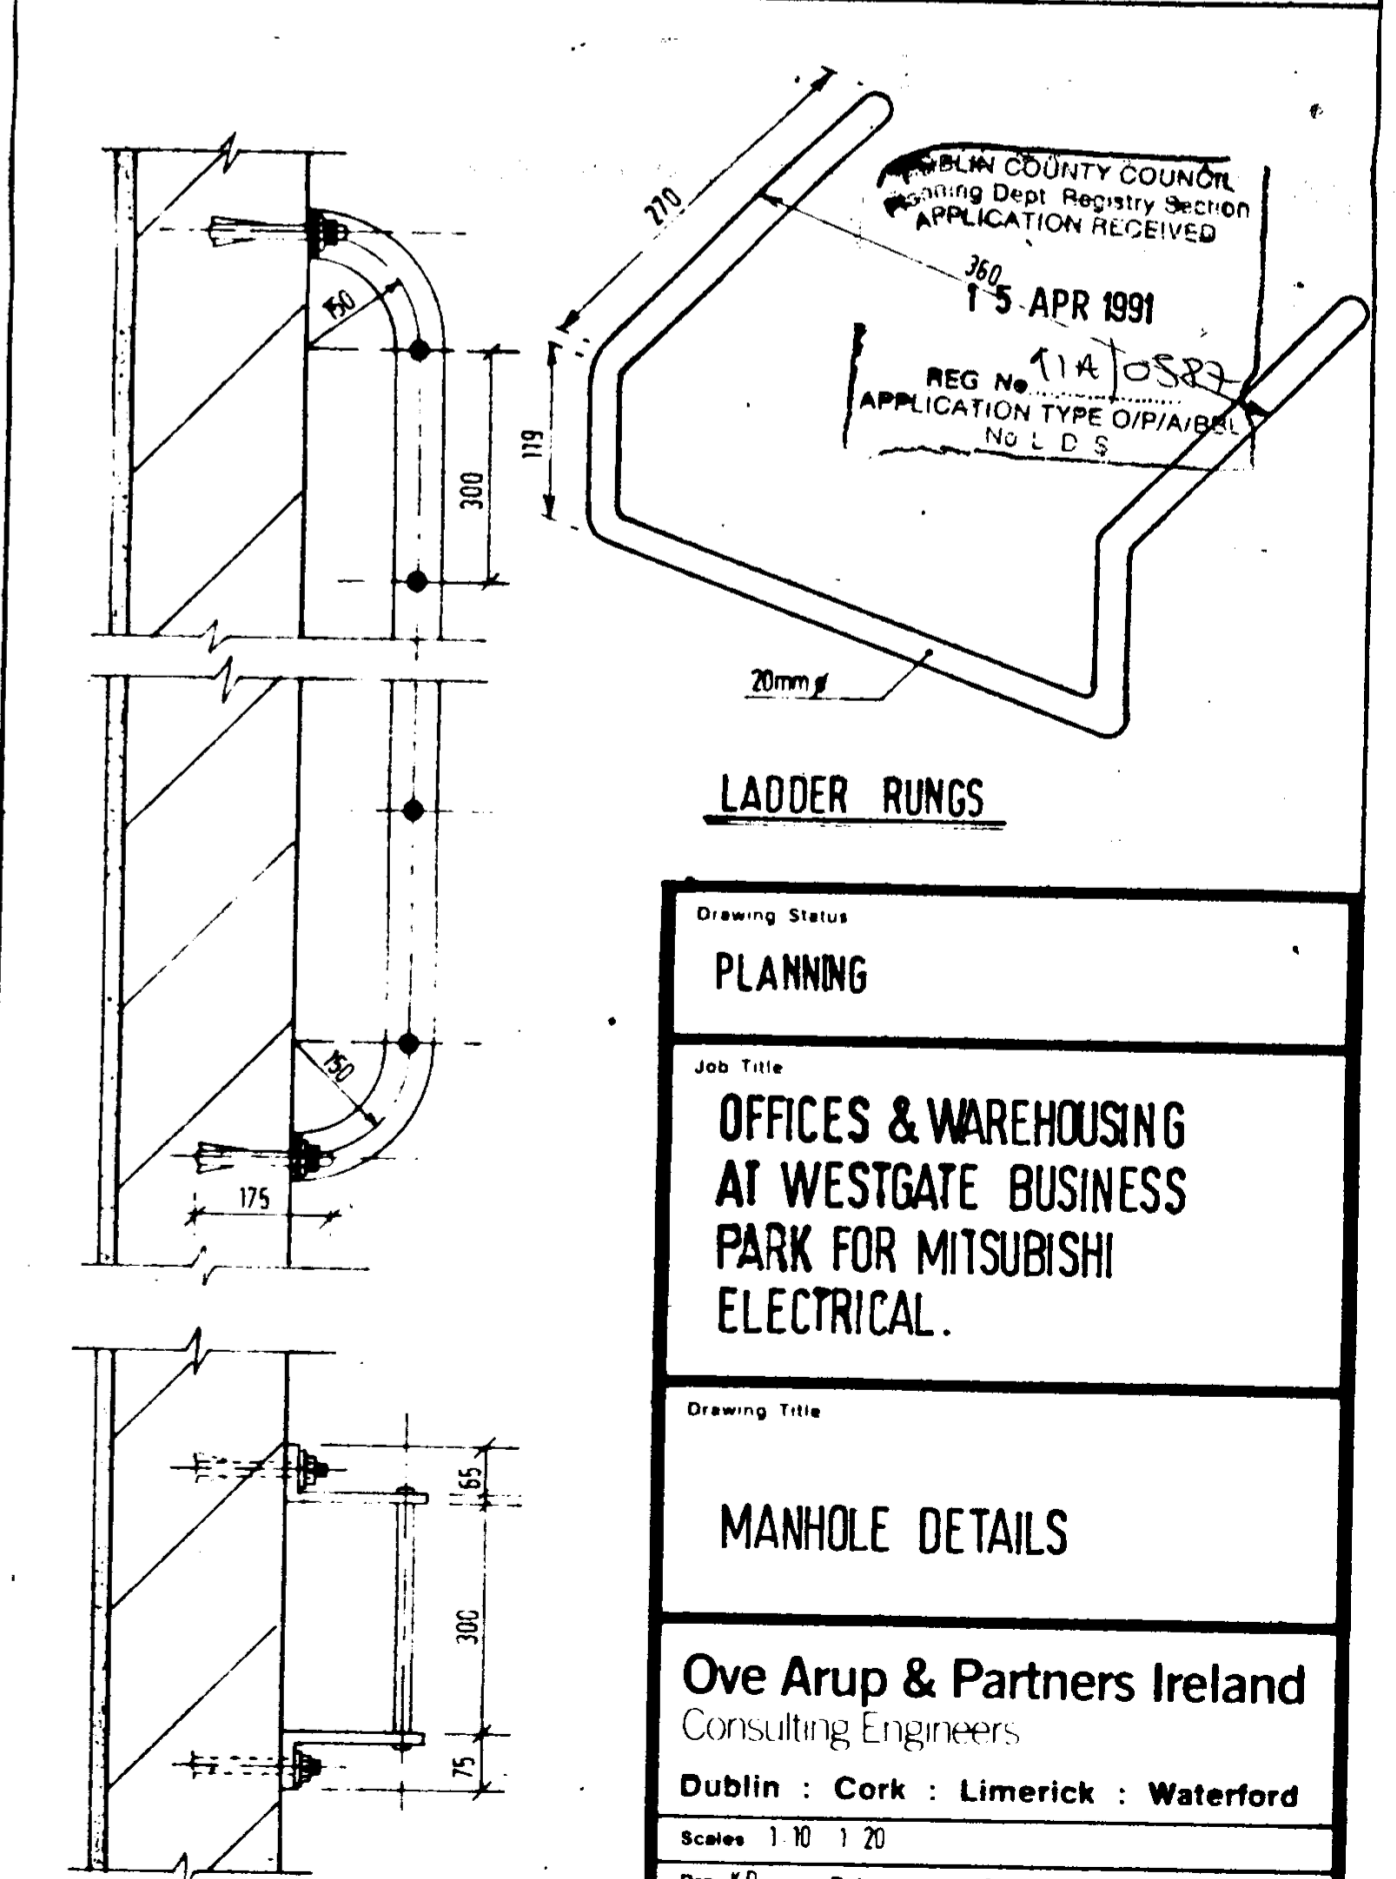 270
DUBLIN COUNTY COUNCIL
Planning Dept Registry Section
APPLICATION RECEIVED
360
15 APR 1991
REG No 91A/0587
APPLICATION TYPE O/P/A/BBL
No L D S
150
119
300
20mm ø
LADDER RUNGS
150
175
65
300
75
Drawing Status
PLANNING
Job Title
OFFICES & WAREHOUSING
AT WESTGATE BUSINESS
PARK FOR MITSUBISHI
ELECTRICAL.
Drawing Title
MANHOLE DETAILS
Ove Arup & Partners Ireland
Consulting Engineers
Dublin : Cork : Limerick : Waterford
Scales 1:10 1:20